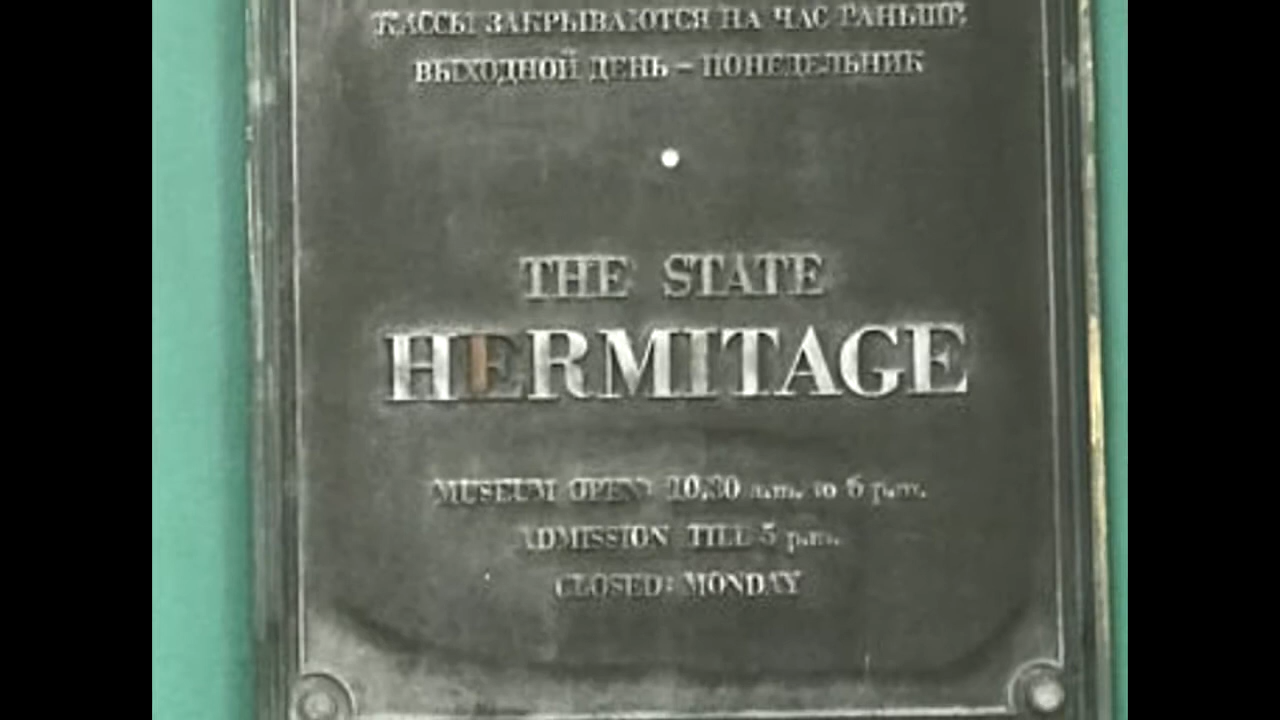 КАССЫ ЗАКРЫВАЮТСЯ НА ЧАС РАНЬШЕ
ВЫХОДНОЙ ДЕНЬ – ПОНЕДЕЛЬНИК
THE STATE
HERMITAGE
MUSEUM OPEN: 10.30 a.m. to 6 p.m.
ADMISSION TILL 5 p.m.
CLOSED: MONDAY